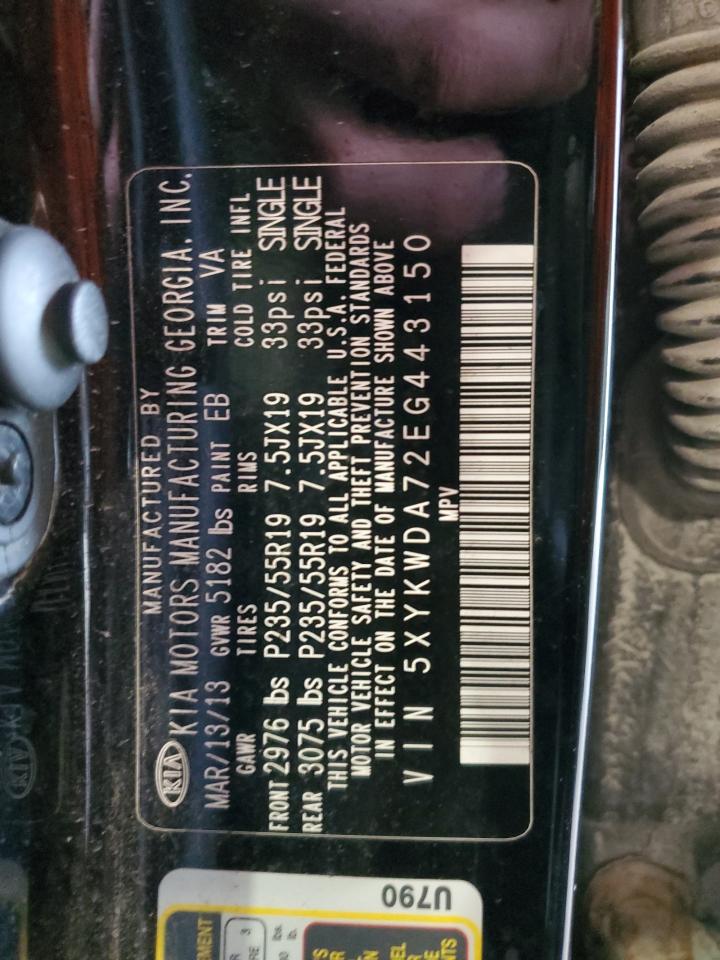 MANUFACTURED BY
KIA KIA MOTORS MANUFACTURING GEORGIA, INC.
MAR/13/13 GVWR 5182 lbs PAINT EB TRIM VA
GAWR TIRES RIMS COLD TIRE INFL
FRONT 2976 lbs P235/55R19 7.5JX19 33psi SINGLE
REAR 3075 lbs P235/55R19 7.5JX19 33psi SINGLE
THIS VEHICLE CONFORMS TO ALL APPLICABLE U.S.A. FEDERAL
MOTOR VEHICLE SAFETY AND THEFT PREVENTION STANDARDS
IN EFFECT ON THE DATE OF MANUFACTURE SHOWN ABOVE
VIN 5XYKWDA72EG443150
MPV
U790